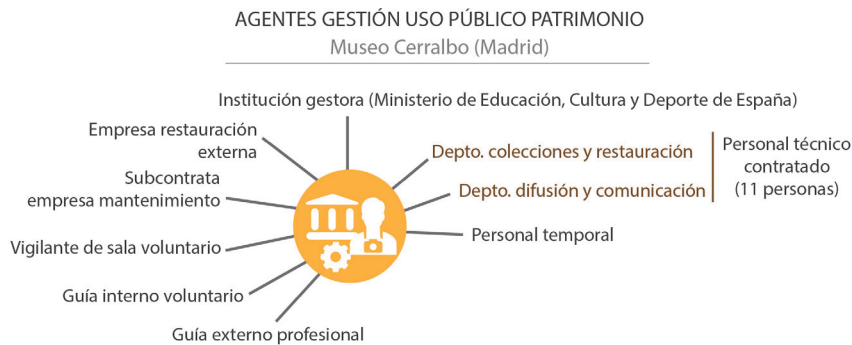 AGENTES GESTIÓN USO PÚBLICO PATRIMONIO
Museo Cerralbo (Madrid)
Institución gestora (Ministerio de Educación, Cultura y Deporte de España)
Empresa restauración
externa
Subcontrata
empresa mantenimiento
Vigilante de sala voluntario
Guía interno voluntario
Guía externo profesional
Depto. colecciones y restauración
Depto. difusión y comunicación
Personal técnico
contratado
(11 personas)
Personal temporal